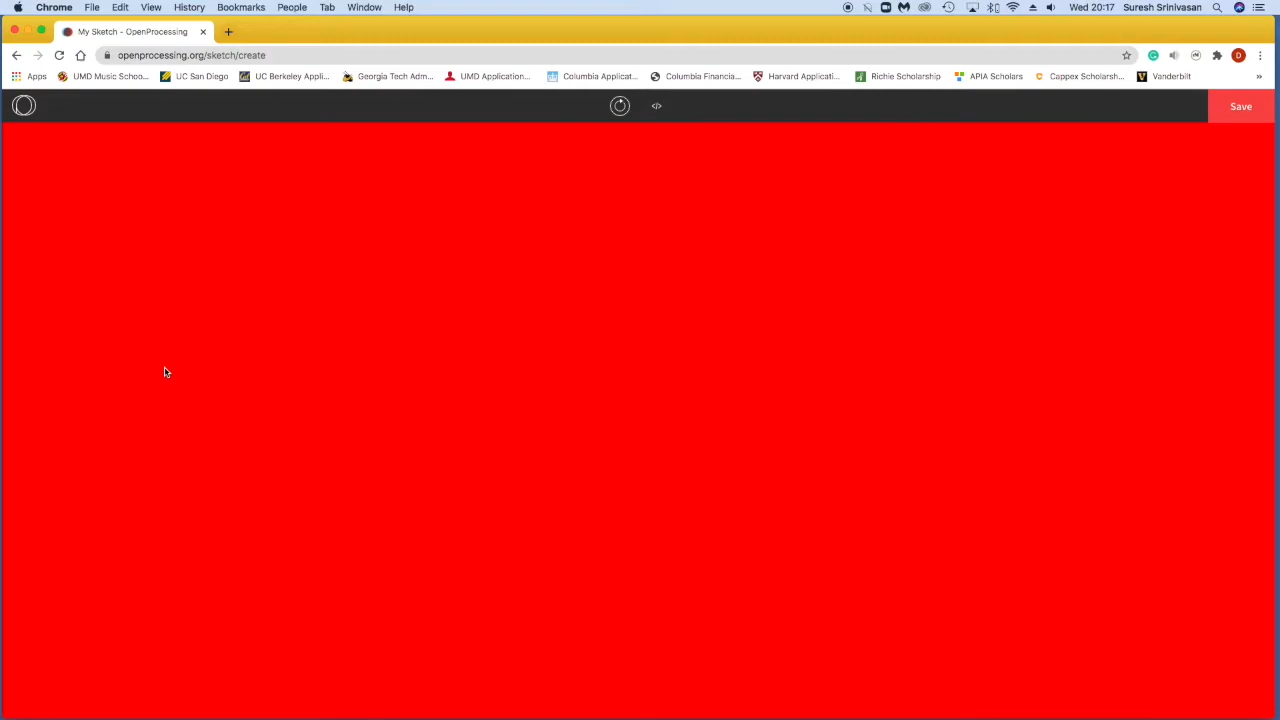 Chrome File Edit View History Bookmarks People Tab Window Help Wed 20:17 Suresh Srinivasan
My Sketch - OpenProcessing
openprocessing.org/sketch/create D
Apps UMD Music Schoo... UC San Diego UC Berkeley Appli... Georgia Tech Adm... UMD Application... Columbia Applicat... Columbia Financia... Harvard Applicati... Richie Scholarship APIA Scholars Cappex Scholarsh... Vanderbilt »
</> Save